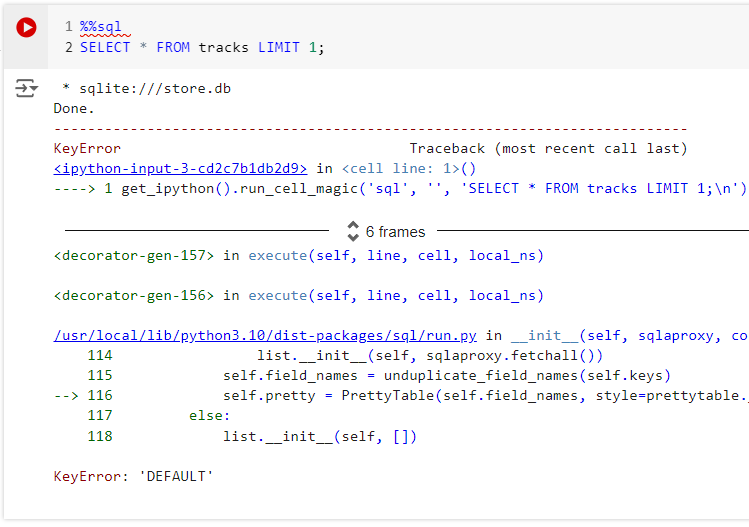 1 %%sql
2 SELECT * FROM tracks LIMIT 1;
* sqlite:///store.db
Done.
---------------------------------------------------------------------------
KeyError                                  Traceback (most recent call last)
<ipython-input-3-cd2c7b1db2d9> in <cell line: 1>()
----> 1 get_ipython().run_cell_magic('sql', '', 'SELECT * FROM tracks LIMIT 1;\n')
6 frames
<decorator-gen-157> in execute(self, line, cell, local_ns)
<decorator-gen-156> in execute(self, line, cell, local_ns)
/usr/local/lib/python3.10/dist-packages/sql/run.py in __init__(self, sqlaproxy, co
114                 list.__init__(self, sqlaproxy.fetchall())
115             self.field_names = unduplicate_field_names(self.keys)
--> 116             self.pretty = PrettyTable(self.field_names, style=prettytable.
117         else:
118             list.__init__(self, [])
KeyError: 'DEFAULT'